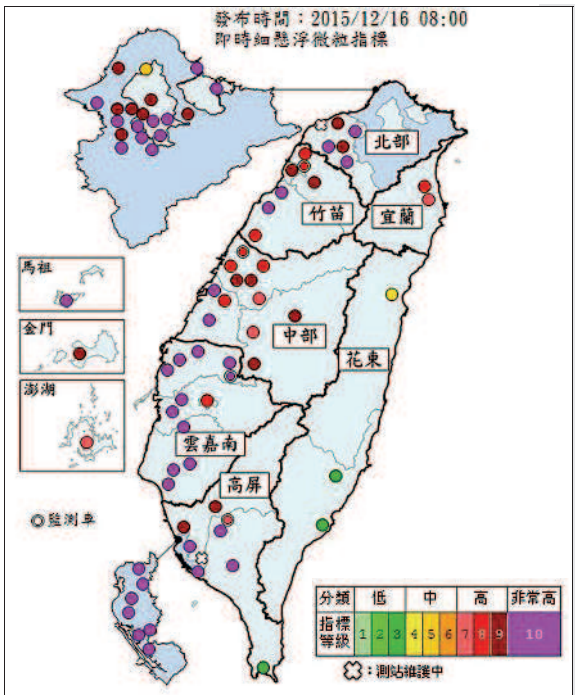 發布時間：2015/12/16 08:00
即時細懸浮微粒指標
北部
竹苗
宜蘭
馬祖
金門
中部
花東
澎湖
雲嘉南
高屏
◎監測車
分類 低 中 高 非常高
指標等級 1 2 3 4 5 6 7 8 9 10
：測站維護中